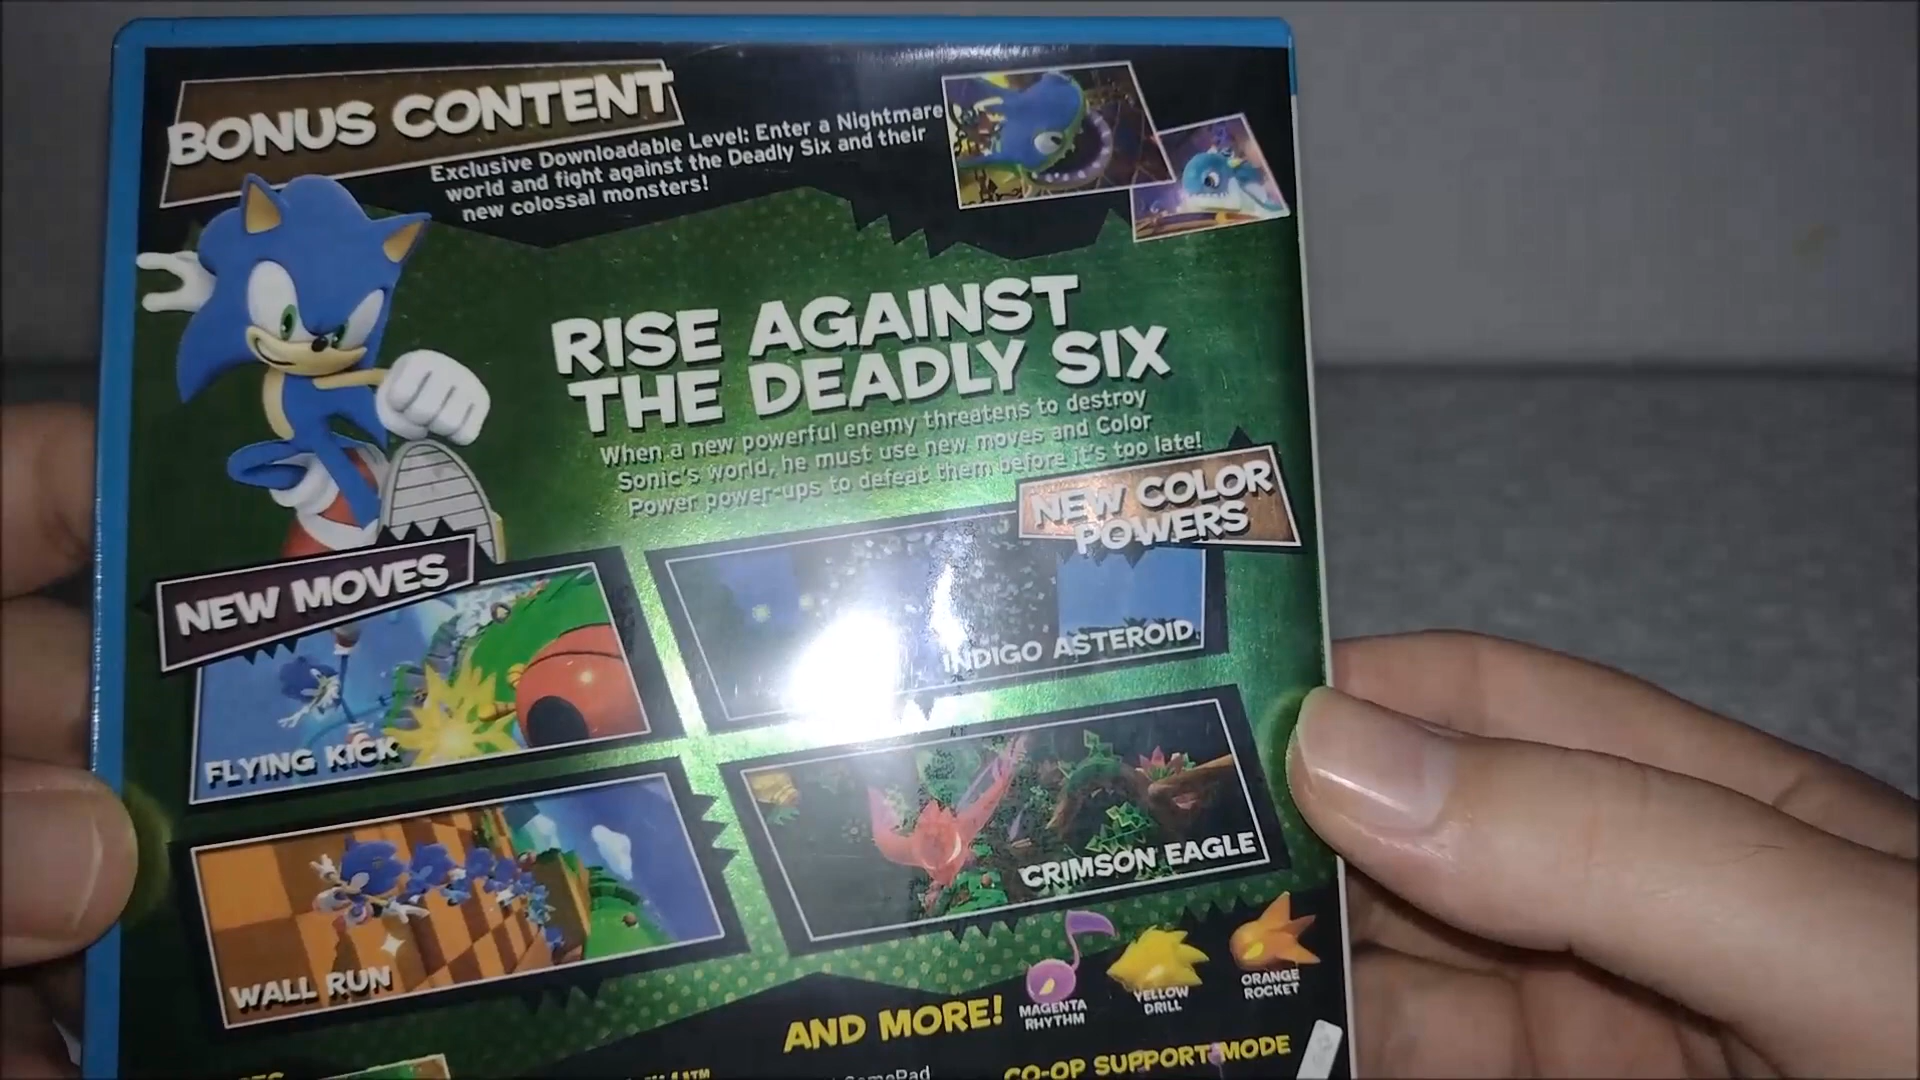 BONUS CONTENT
Exclusive Downloadable Level: Enter a Nightmare
world and fight against the Deadly Six and their
new colossal monsters!
RISE AGAINST
THE DEADLY SIX
When a new powerful enemy threatens to destroy
Sonic's world, he must use new moves and Color
Power power-ups to defeat them before it's too late!
NEW COLOR
POWERS
NEW MOVES
INDIGO ASTEROID
FLYING KICK
CRIMSON EAGLE
WALL RUN
AND MORE!
MAGENTA
RHYTHM
YELLOW
DRILL
ORANGE
ROCKET
CO-OP SUPPORT MODE
GamePad